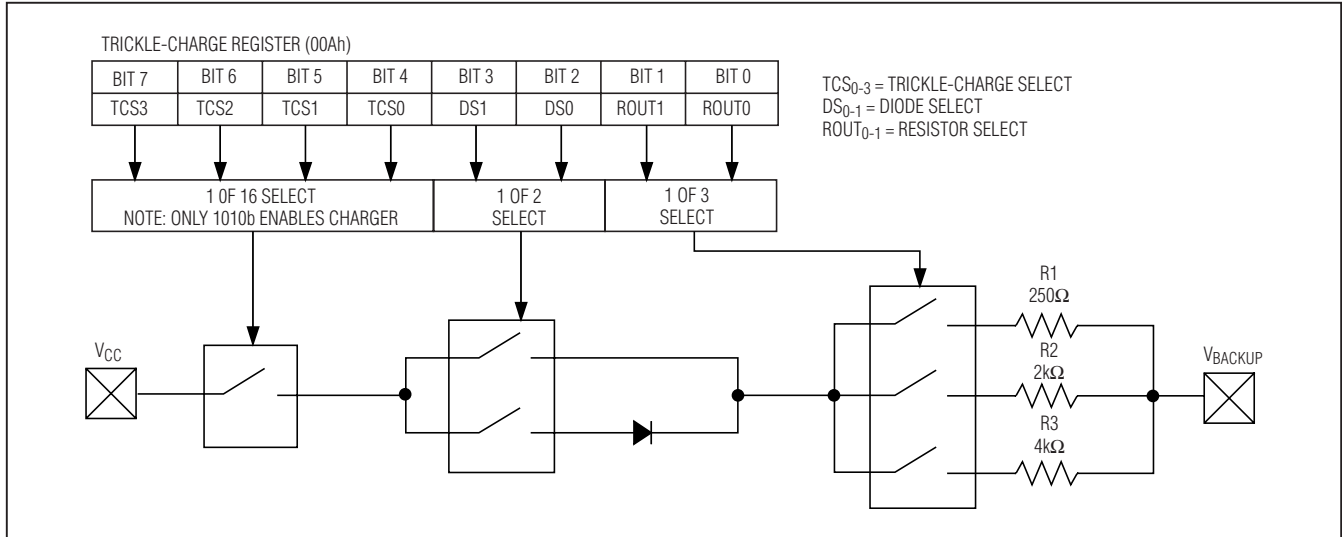 TRICKLE-CHARGE REGISTER (00Ah)
BIT 7 BIT 6 BIT 5 BIT 4 BIT 3 BIT 2 BIT 1 BIT 0
TCS3 TCS2 TCS1 TCS0 DS1 DS0 ROUT1 ROUT0
TCS0-3 = TRICKLE-CHARGE SELECT
DS0-1 = DIODE SELECT
ROUT0-1 = RESISTOR SELECT
1 0F 16 SELECT
NOTE: ONLY 1010b ENABLES CHARGER
1 OF 2
SELECT
1 OF 3
SELECT
R1
250Ω
VCC
R2
2kΩ
VBACKUP
R3
4kΩ